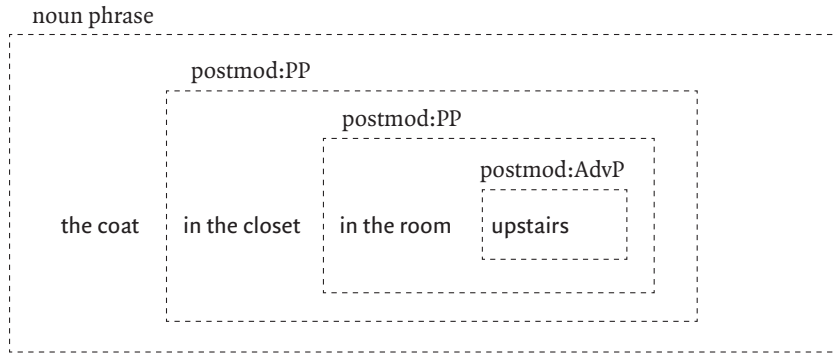 noun phrase
postmod:PP
postmod:PP
postmod:AdvP
the coat in the closet in the room upstairs